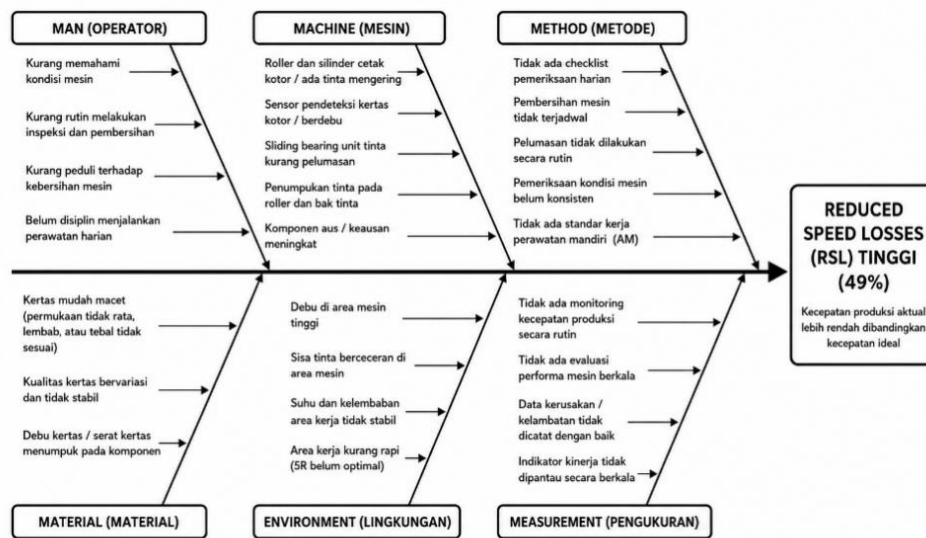 MAN (OPERATOR)
Kurang memahami
kondisi mesin
Kurang rutin melakukan
inspeksi dan pembersihan
Kurang peduli terhadap
kebersihan mesin
Belum disiplin menjalankan
perawatan harian
MACHINE (MESIN)
Roller dan silinder cetak
kotor / ada tinta mengering
Sensor pendeteksi kertas
kotor / berdebu
Sliding bearing unit tinta
kurang pelumasan
Penumpukan tinta pada
roller dan bak tinta
Komponen aus / keausan
meningkat
METHOD (METODE)
Tidak ada checklist
pemeriksaan harian
Pembersihan mesin
tidak terjadwal
Pelumasan tidak dilakukan
secara rutin
Pemeriksaan kondisi mesin
belum konsisten
Tidak ada standar kerja
perawatan mandiri (AM)
REDUCED
SPEED LOSSES
(RSL) TINGGI
(49%)
Kecepatan produksi aktual
lebih rendah dibandingkan
kecepatan ideal
Kertas mudah macet
(permukaan tidak rata,
lembab, atau tebal tidak
sesuai)
Kualitas kertas bervariasi
dan tidak stabil
Debu kertas / serat kertas
menumpuk pada komponen
MATERIAL (MATERIAL)
Debu di area mesin
tinggi
Sisa tinta berceceran di
area mesin
Suhu dan kelembaban
area kerja tidak stabil
Area kerja kurang rapi
(5R belum optimal)
ENVIRONMENT (LINGKUNGAN)
Tidak ada monitoring
kecepatan produksi
secara rutin
Tidak ada evaluasi
performa mesin berkala
Data kerusakan /
kelambatan tidak
dicatat dengan baik
Indikator kinerja tidak
dipantau secara berkala
MEASUREMENT (PENGUKURAN)